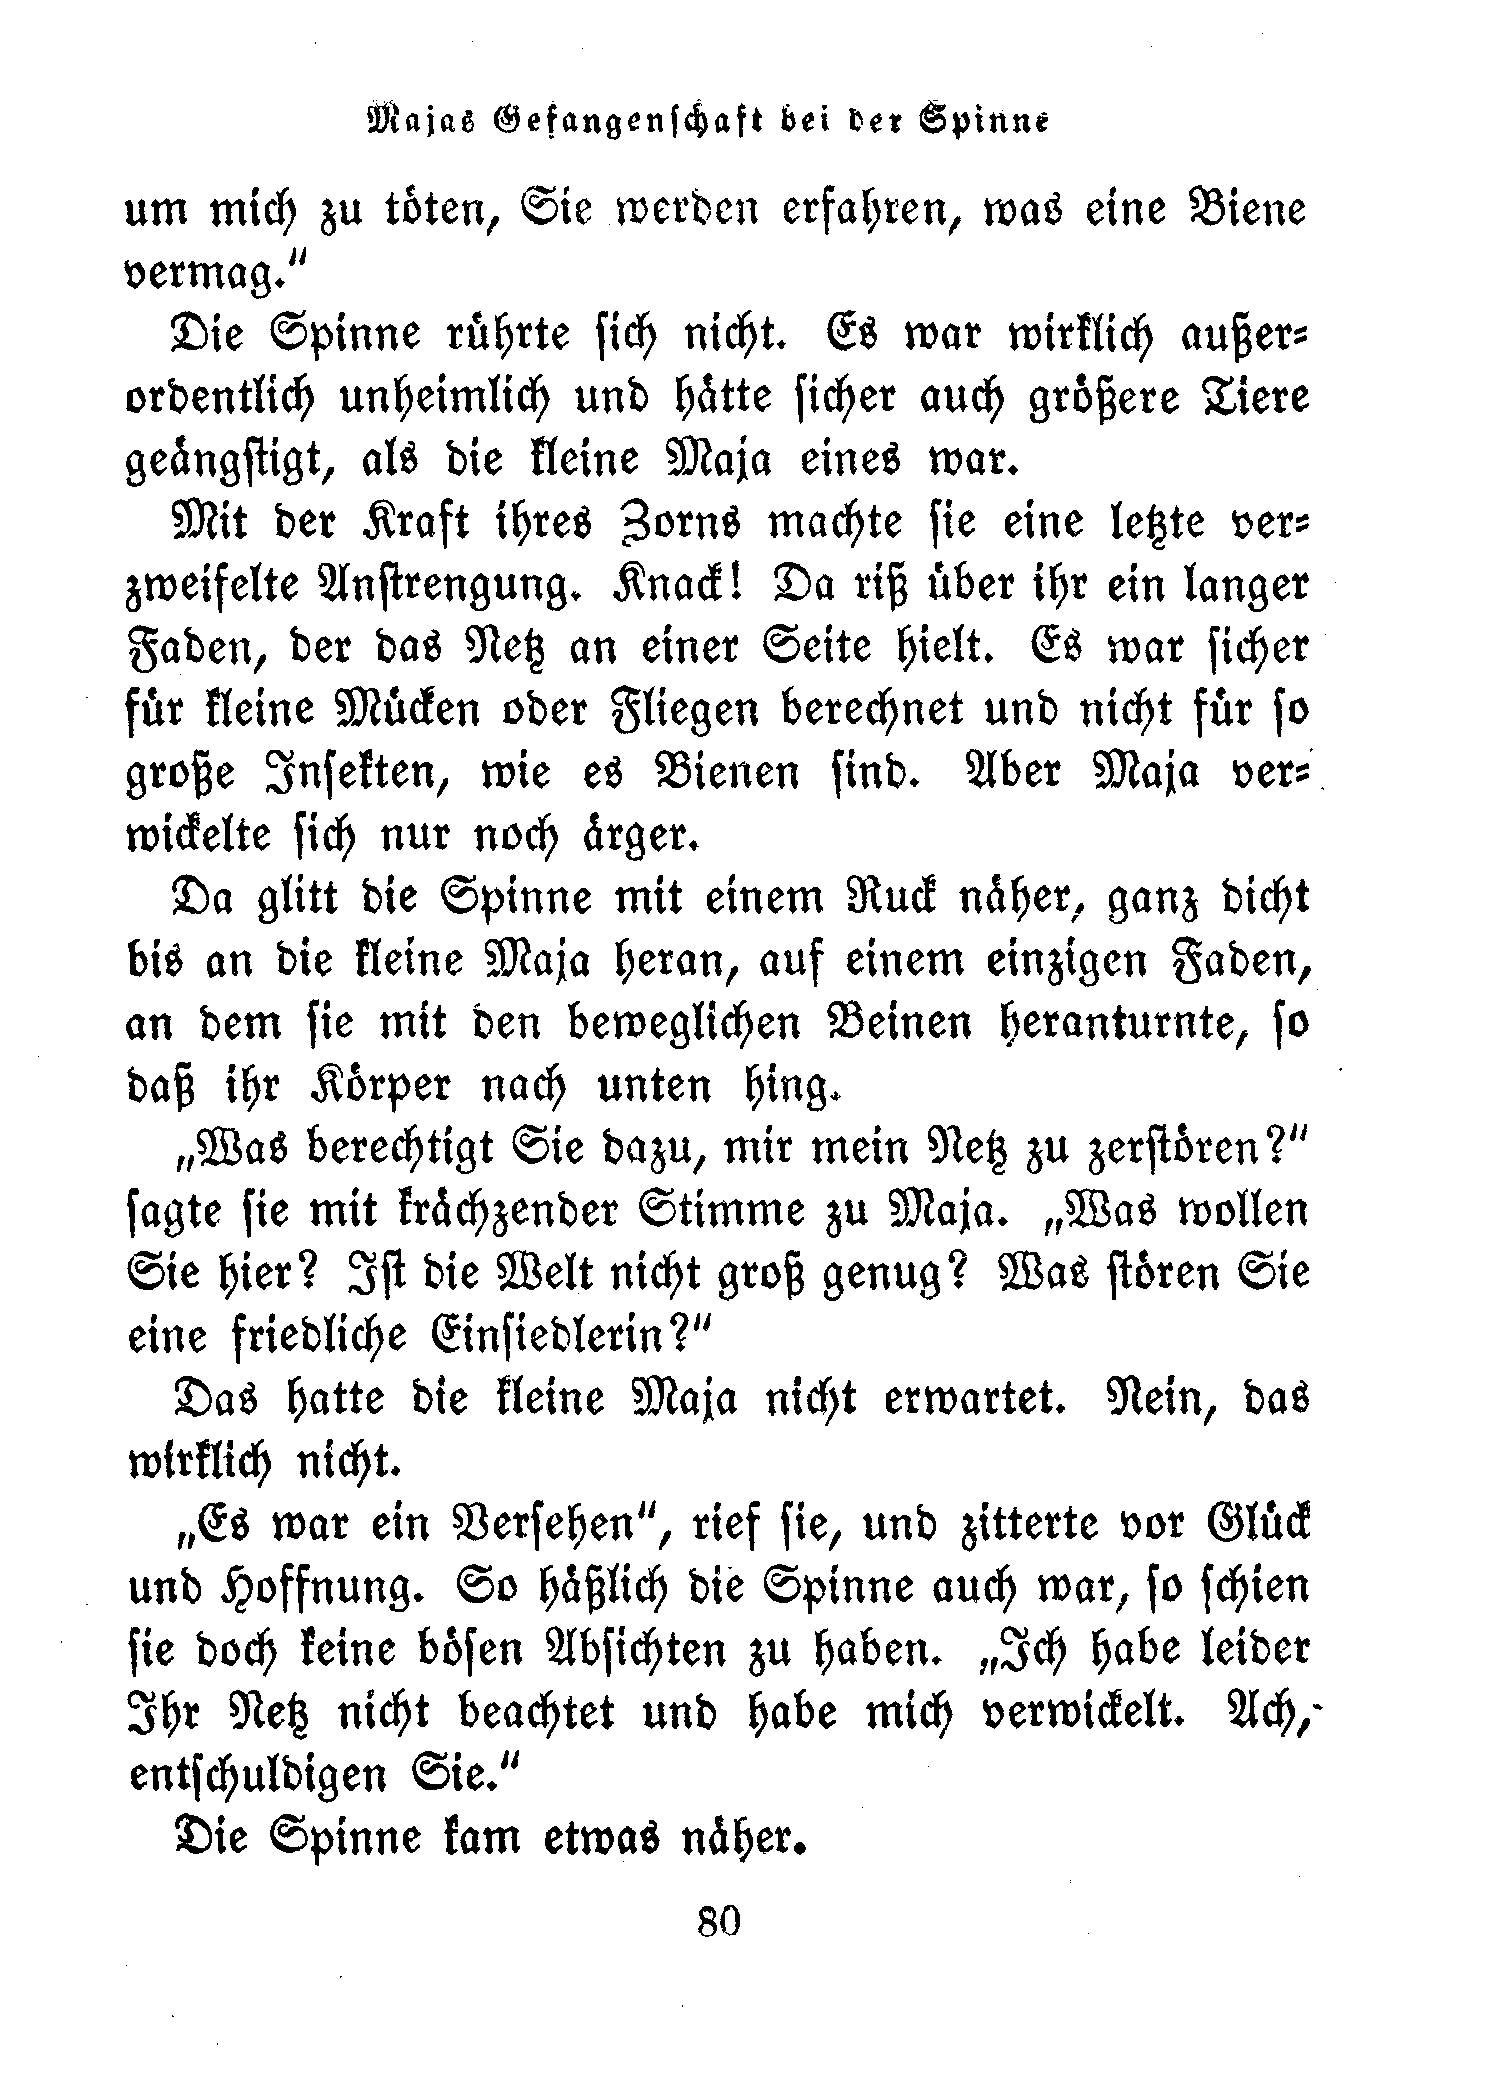 Majas Gefangenschaft bei der Spinne
um mich zu töten, Sie werden erfahren, was eine Biene
vermag.“
Die Spinne rührte sich nicht. Es war wirklich außer-
ordentlich unheimlich und hätte sicher auch größere Tiere
geängstigt, als die kleine Maja eines war.
Mit der Kraft ihres Zorns machte sie eine letzte ver-
zweifelte Anstrengung. Knack! Da riß über ihr ein langer
Faden, der das Netz an einer Seite hielt. Es war sicher
für kleine Mücken oder Fliegen berechnet und nicht für so
große Insekten, wie es Bienen sind. Aber Maja ver-
wickelte sich nur noch ärger.
Da glitt die Spinne mit einem Ruck näher, ganz dicht
bis an die kleine Maja heran, auf einem einzigen Faden,
an dem sie mit den beweglichen Beinen heranturnte, so
daß ihr Körper nach unten hing.
„Was berechtigt Sie dazu, mir mein Netz zu zerstören?“
sagte sie mit krächzender Stimme zu Maja. „Was wollen
Sie hier? Ist die Welt nicht groß genug? Was stören Sie
eine friedliche Einsiedlerin?“
Das hatte die kleine Maja nicht erwartet. Nein, das
wirklich nicht.
„Es war ein Versehen“, rief sie, und zitterte vor Glück
und Hoffnung. So häßlich die Spinne auch war, so schien
sie doch keine bösen Absichten zu haben. „Ich habe leider
Ihr Netz nicht beachtet und habe mich verwickelt. Ach,
entschuldigen Sie.“
Die Spinne kam etwas näher.
80